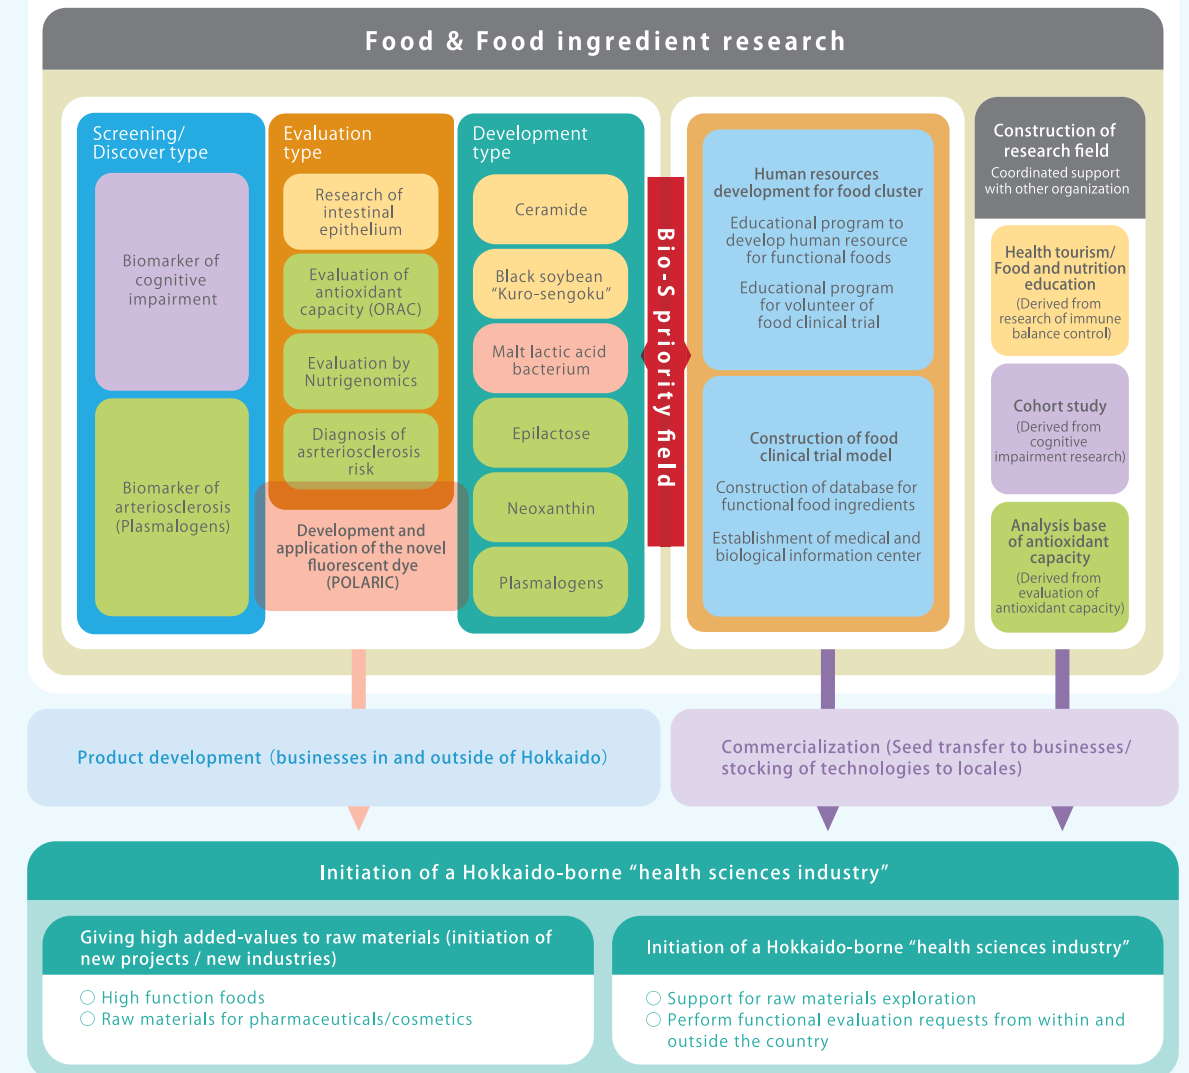 Food & Food ingredient research
Screening/
Discover type
Biomarker of
cognitive
impairment
Biomarker of
arteriosclerosis
(Plasmalogens)
Evaluation
type
Research of
intestinal
epithelium
Evaluation of
antioxidant
capacity (ORAC)
Evaluation by
Nutrigenomics
Diagnosis of
asrteriosclerosis
risk
Development and
application of the novel
fluorescent dye
(POLARIC)
Development
type
Ceramide
Black soybean
“Kuro-sengoku”
Malt lactic acid
bacterium
Epilactose
Neoxanthin
Plasmalogens
Bio-S priority field
Human resources
development for food cluster
Educational program to
develop human resource
for functional foods
Educational program
for volunteer of
food clinical trial
Construction of food
clinical trial model
Construction of database for
functional food ingredients
Establishment of medical and
biological information center
Construction of
research field
Coordinated support
with other organization
Health tourism/
Food and nutrition
education
(Derived from
research of immune
balance control)
Cohort study
(Derived from
cognitive
impairment research)
Analysis base
of antioxidant
capacity
(Derived from
evaluation of
antioxidant capacity)
Product development (businesses in and outside of Hokkaido)
Commercialization (Seed transfer to businesses/
stocking of technologies to locales)
Initiation of a Hokkaido-borne “health sciences industry”
Giving high added-values to raw materials (initiation of
new projects / new industries)
○ High function foods
○ Raw materials for pharmaceuticals/cosmetics
Initiation of a Hokkaido-borne “health sciences industry”
○ Support for raw materials exploration
○ Perform functional evaluation requests from within and
outside the country